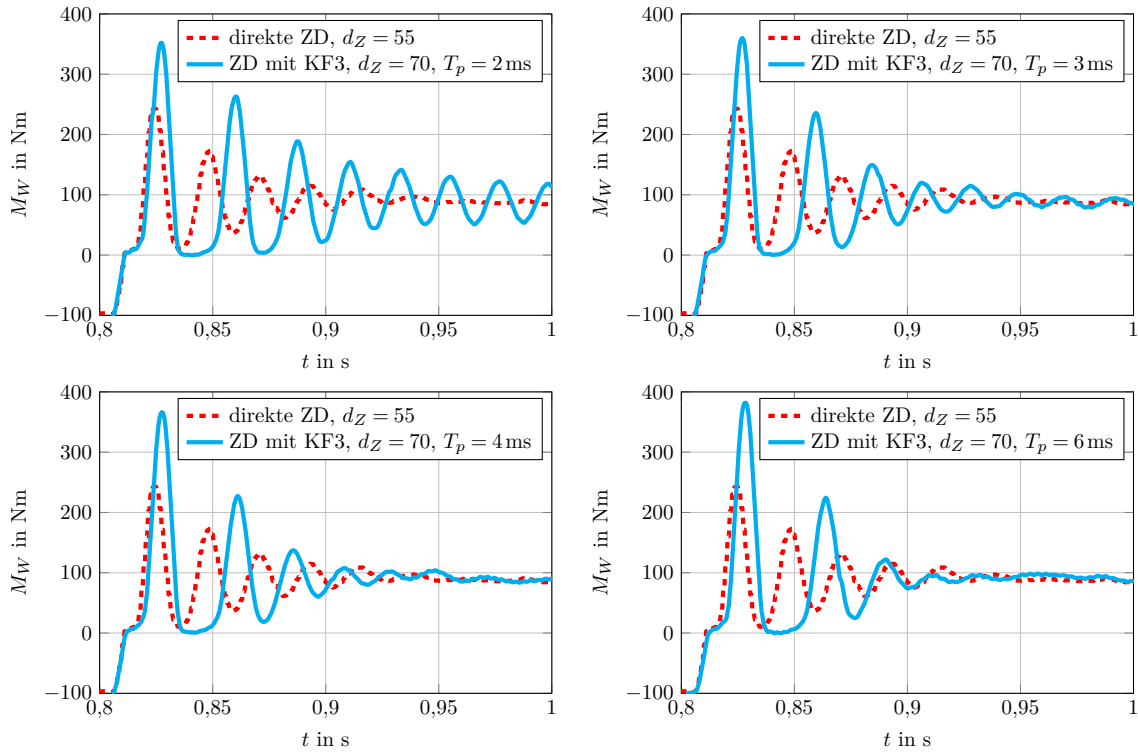 400
300
200
100
0
−100
0,8
0,85
0,9
0,95
1
t in s
M_W in Nm
direkte ZD, d_Z = 55
ZD mit KF3, d_Z = 70, T_p = 2 ms
400
300
200
100
0
−100
0,8
0,85
0,9
0,95
1
t in s
M_W in Nm
direkte ZD, d_Z = 55
ZD mit KF3, d_Z = 70, T_p = 3 ms
400
300
200
100
0
−100
0,8
0,85
0,9
0,95
1
t in s
M_W in Nm
direkte ZD, d_Z = 55
ZD mit KF3, d_Z = 70, T_p = 4 ms
400
300
200
100
0
−100
0,8
0,85
0,9
0,95
1
t in s
M_W in Nm
direkte ZD, d_Z = 55
ZD mit KF3, d_Z = 70, T_p = 6 ms